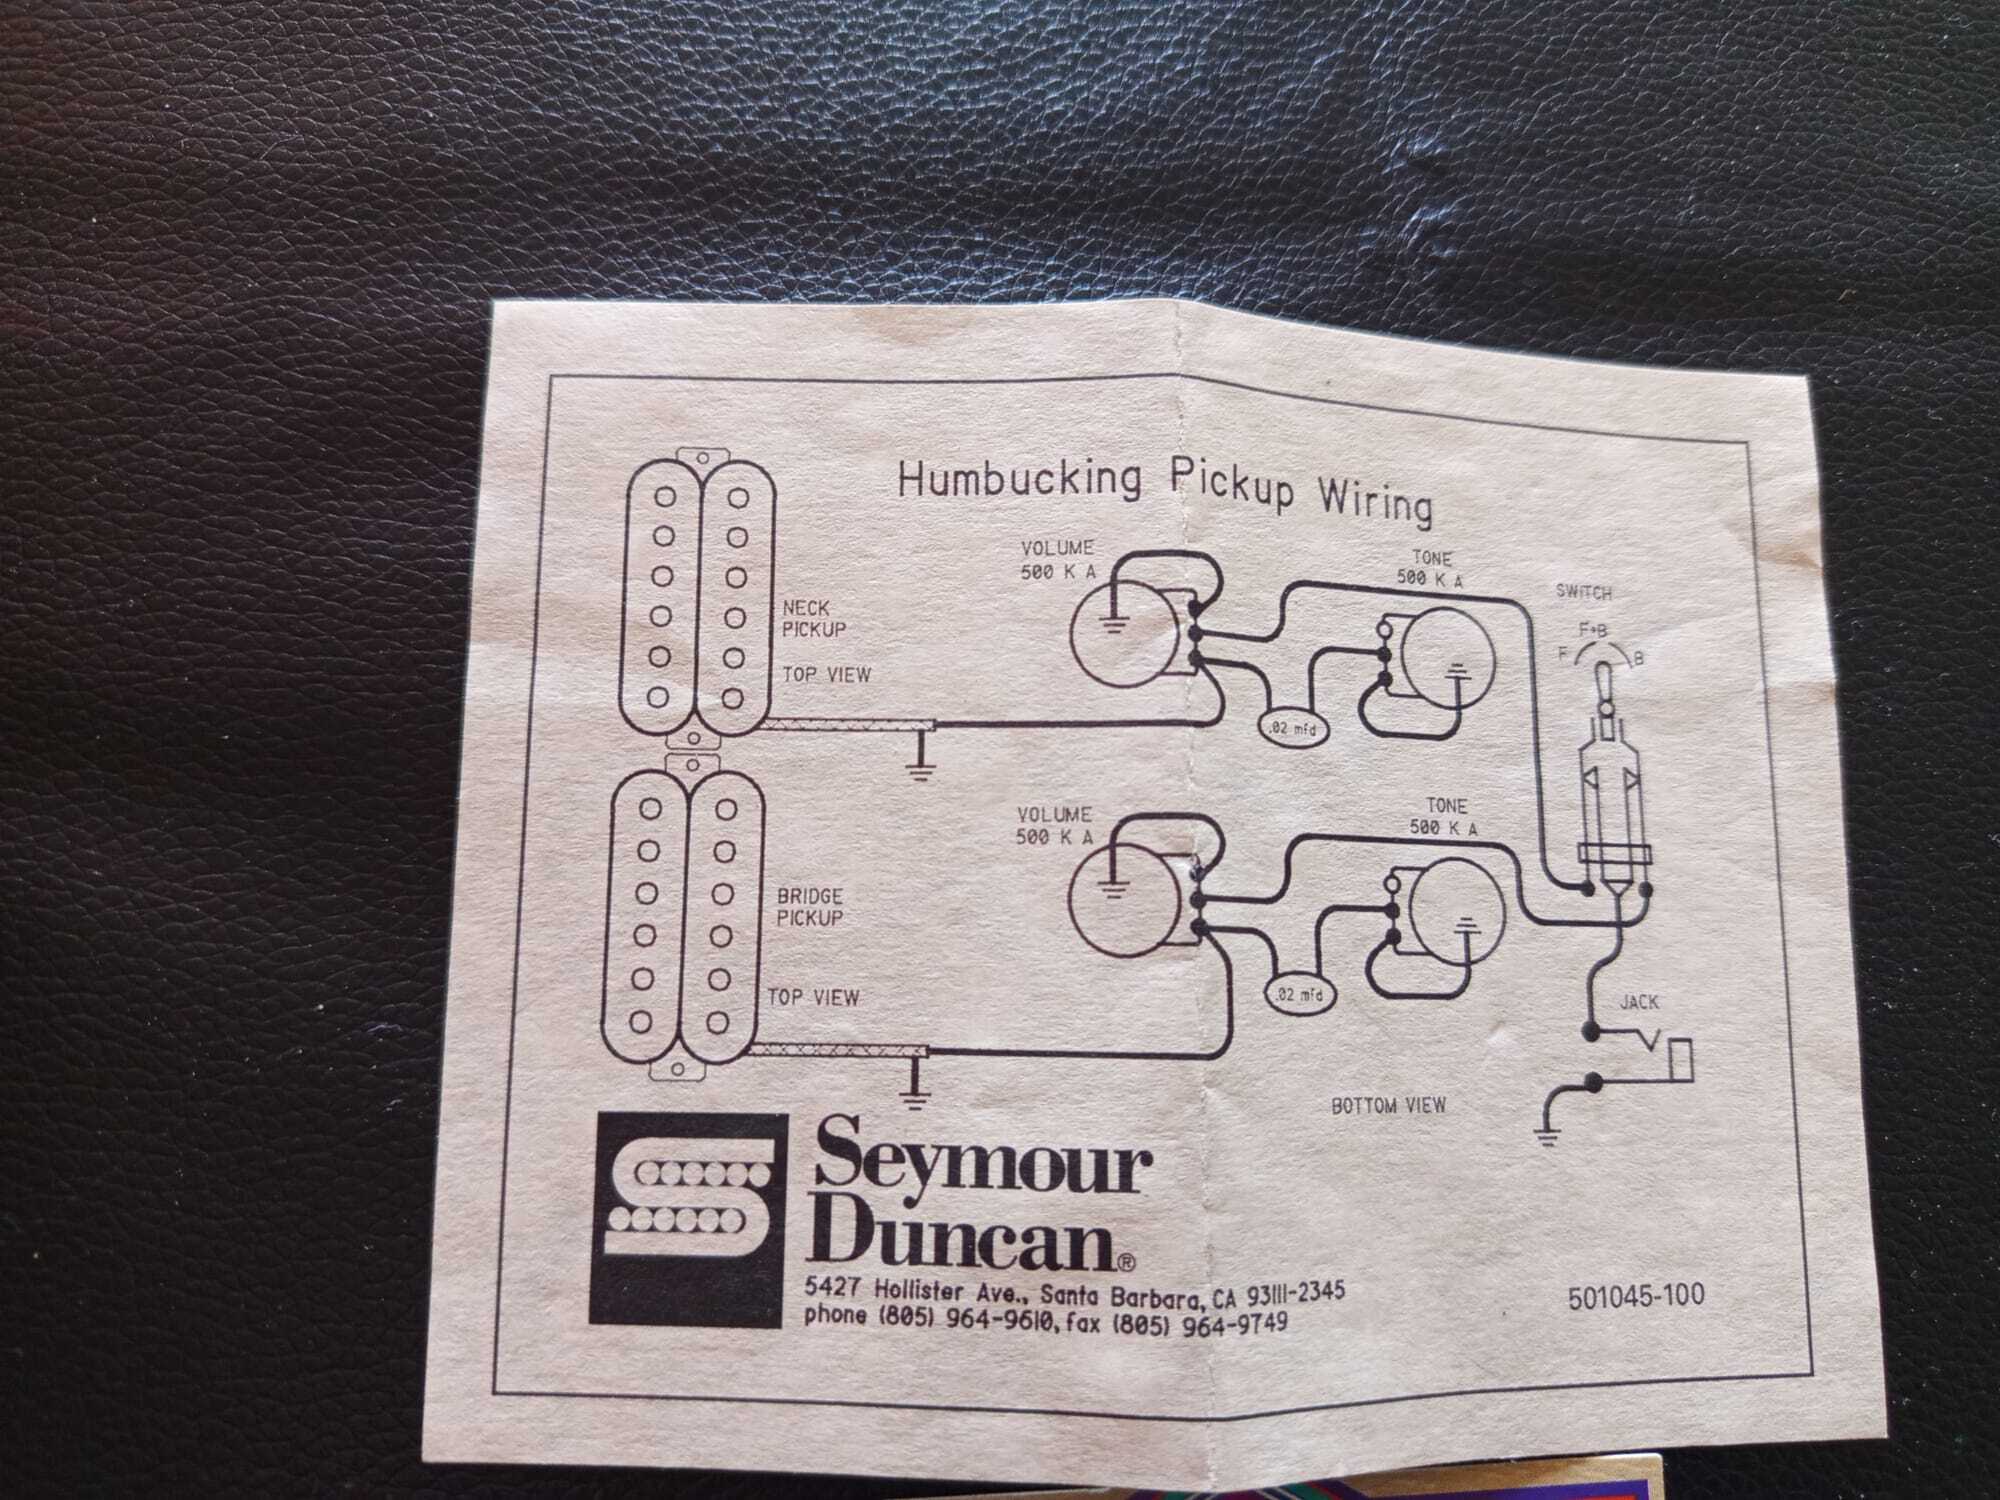 Humbucking Pickup Wiring
VOLUME
500 K A
TONE
500 K A
SWITCH
F+B
F
B
NECK
PICKUP
TOP VIEW
.02 mfd
VOLUME
500 K A
TONE
500 K A
BRIDGE
PICKUP
TOP VIEW
.02 mfd
JACK
BOTTOM VIEW
Seymour
Duncan®
5427 Hollister Ave., Santa Barbara, CA 93111-2345
phone (805) 964-9610, fax (805) 964-9749
501045-100